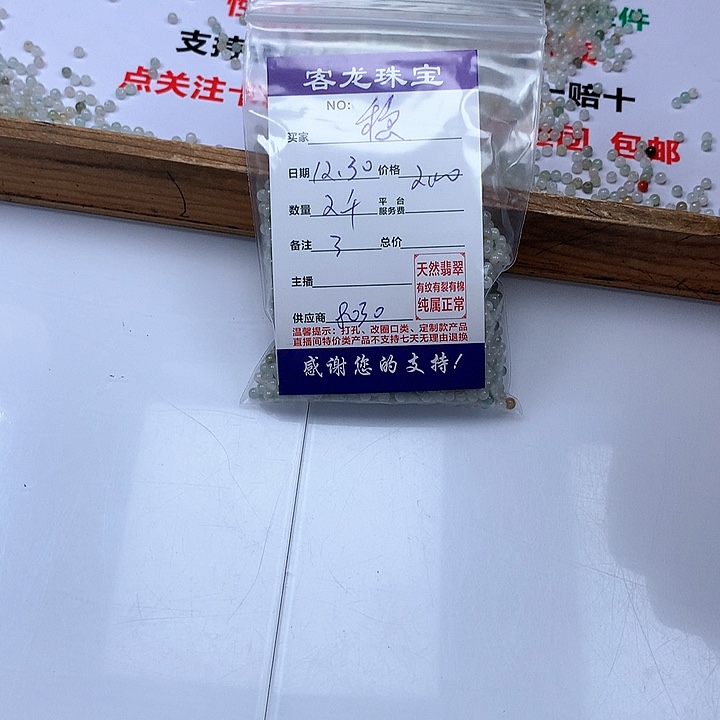 件
支持
点关注
一赔十
包邮
客龙珠宝
NO:
买家
日期 12.30 价格 200
数量 2千 平台服务费
备注 3 总价
主播
天然翡翠
有纹有裂有棉
纯属正常
供应商 8030
温馨提示：打孔、改圈口类、定制款产品
直播间特价类产品不支持七天无理由退换
感谢您的支持!